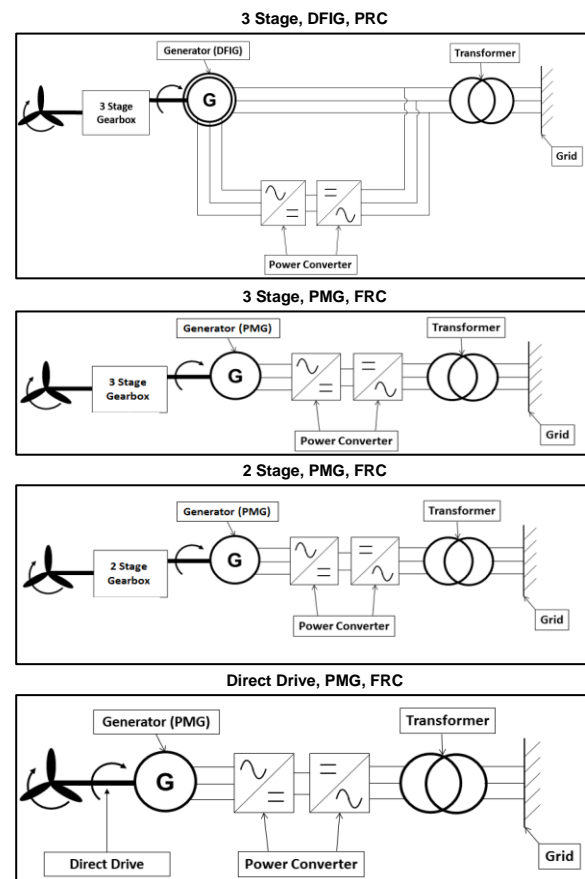 3 Stage, DFIG, PRC
Generator (DFIG)
Transformer
3 Stage
Gearbox
G
Grid
Power Converter
3 Stage, PMG, FRC
Generator (PMG)
Transformer
3 Stage
Gearbox
G
Power Converter
Grid
2 Stage, PMG, FRC
Generator (PMG)
Transformer
2 Stage
Gearbox
G
Power Converter
Grid
Direct Drive, PMG, FRC
Generator (PMG)
Transformer
G
Direct Drive
Power Converter
Grid